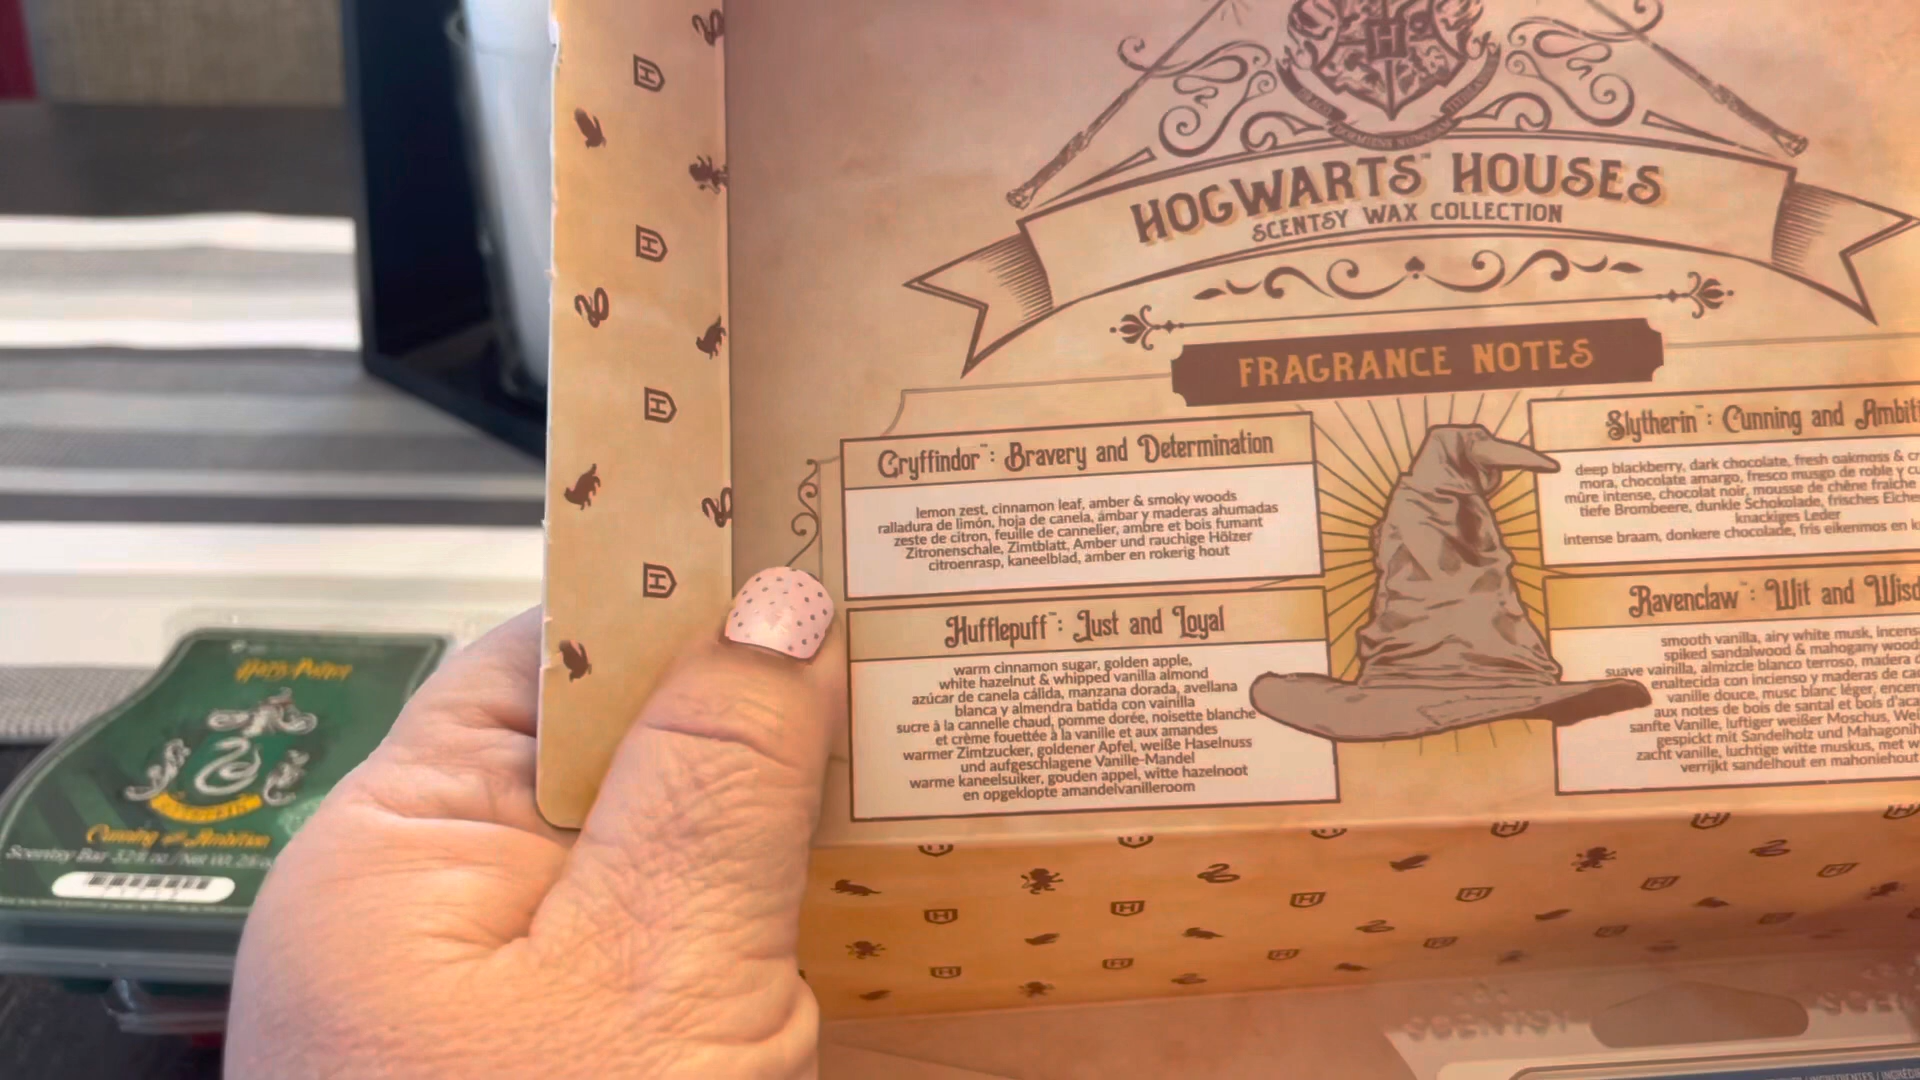 HOGWARTS™ HOUSES
SCENTSY WAX COLLECTION
FRAGRANCE NOTES
Gryffindor™: Bravery and Determination
lemon zest, cinnamon leaf, amber & smoky woods
ralladura de limón, hoja de canela, ámbar y maderas ahumadas
zeste de citron, feuille de cannelier, ambre et bois fumant
Zitronenschale, Zimtblatt, Amber und rauchige Hölzer
citroenrasp, kaneelblad, amber en rokerig hout
Hufflepuff™: Just and Loyal
warm cinnamon sugar, golden apple,
white hazelnut & whipped vanilla almond
azúcar de canela cálida, manzana dorada, avellana
blanca y almendra batida con vainilla
sucre à la cannelle chaud, pomme dorée, noisette blanche
et crème fouettée à la vanille et aux amandes
warmer Zimtzucker, goldener Apfel, weiße Haselnuss
und aufgeschlagene Vanille-Mandel
warme kaneelsuiker, gouden appel, witte hazelnoot
en opgeklopte amandelvanilleroom
Slytherin™: Cunning and
deep blackberry, dark chocolate, fresh oakmoss &
mora, chocolate amargo, fresco musgo de roble y
mûre intense, chocolat noir, mousse de chêne fraîche
tiefe Brombeere, dunkle Schokolade, frisches
knackiges Leder
intense braam, donkere chocolade, fris eikenmos en
Ravenclaw™: Wit and
smooth vanilla, airy white musk,
spiked sandalwood & mahogany
suave vainilla, almizcle blanco terroso, madera
enaltecida con incienso y maderas de
vanille douce, musc blanc léger,
aux notes de bois de santal et bois
sanfte Vanille, luftiger weißer Moschus,
gespickt mit Sandelholz und
zacht vanille, luchtige witte muskus, met
verrijkt sandelhout en mahoniehout
Harry Potter
Cunning and Ambition
Scentsy Bar